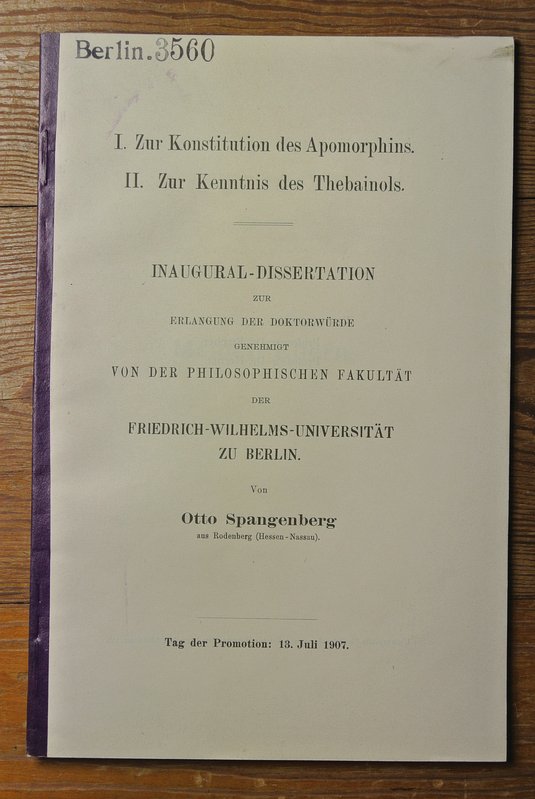 Berlin.3560
I. Zur Konstitution des Apomorphins.
II. Zur Kenntnis des Thebainols.
INAUGURAL-DISSERTATION
ZUR
ERLANGUNG DER DOKTORWÜRDE
GENEHMIGT
VON DER PHILOSOPHISCHEN FAKULTÄT
DER
FRIEDRICH-WILHELMS-UNIVERSITÄT
ZU BERLIN.
Von
Otto Spangenberg
aus Rodenberg (Hessen-Nassau).
Tag der Promotion: 13. Juli 1907.